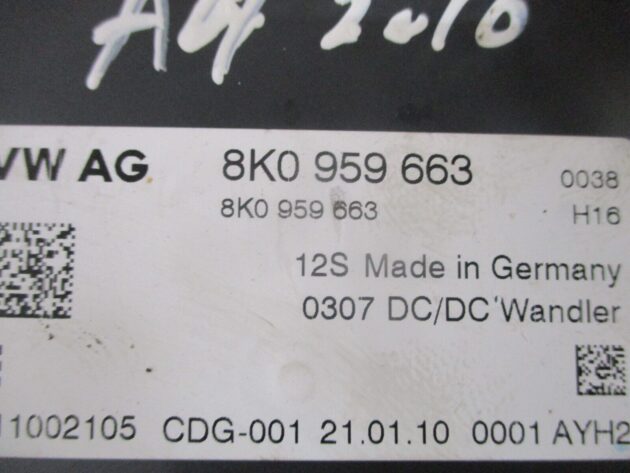 A4 2010
VW AG 8K0 959 663 0038
8K0 959 663 H16
12S Made in Germany
0307 DC/DC Wandler
11002105 CDG-001 21.01.10 0001 AYH2